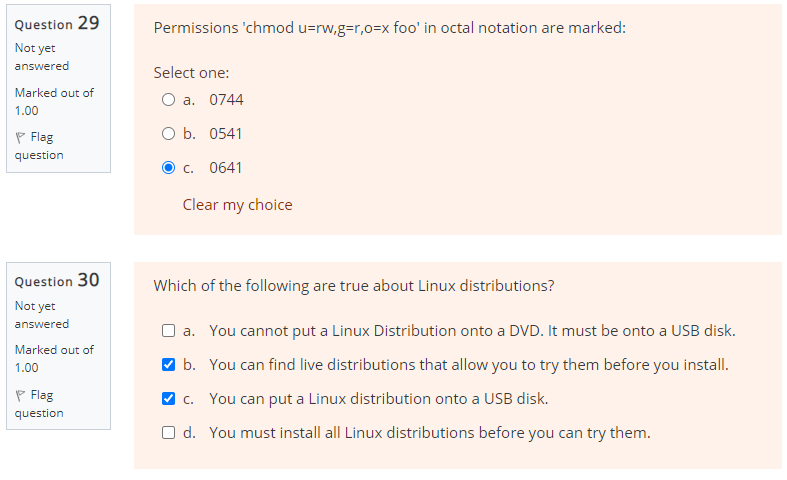 Question 29
Not yet
answered
Marked out of
1.00
Flag
question
Permissions 'chmod u=rw,g=r,o=x foo' in octal notation are marked:
Select one:
a. 0744
b. 0541
c. 0641
Clear my choice
Question 30
Not yet
answered
Marked out of
1.00
Flag
question
Which of the following are true about Linux distributions?
a. You cannot put a Linux Distribution onto a DVD. It must be onto a USB disk.
b. You can find live distributions that allow you to try them before you install.
c. You can put a Linux distribution onto a USB disk.
d. You must install all Linux distributions before you can try them.